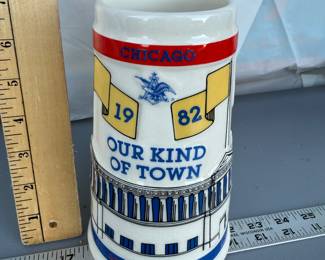 CHICAGO
19 82
OUR KIND
OF TOWN